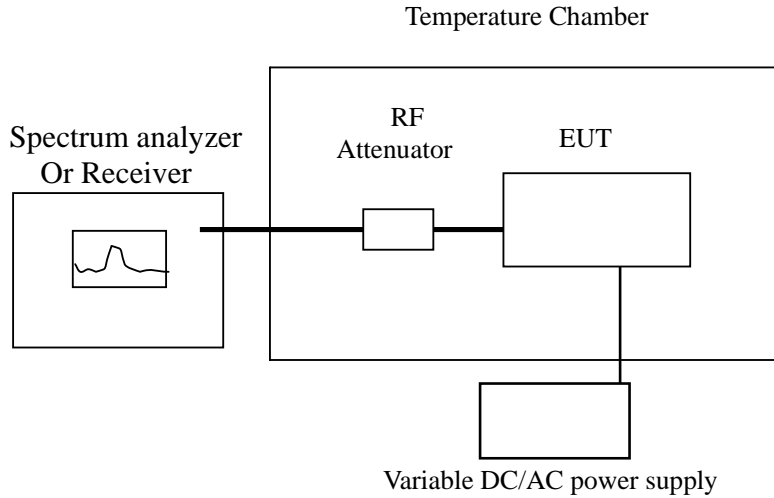 Temperature Chamber
RF
Attenuator
EUT
Spectrum analyzer
Or Receiver
Variable DC/AC power supply